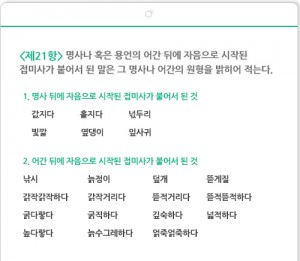 <제21항> 명사나 혹은 용언의 어간 뒤에 자음으로 시작된
접미사가 붙어서 된 말은 그 명사나 어간의 원형을 밝히어 적는다.
1. 명사 뒤에 자음으로 시작된 접미사가 붙어서 된 것
값지다 홑지다 넋두리
빛깔 옆댕이 잎사귀
2. 어간 뒤에 자음으로 시작된 접미사가 붙어서 된 것
낚시 늙정이 덮개 뜯게질
갉작갉작하다 갉작거리다 뜯적거리다 뜯적뜯적하다
굵다랗다 굵직하다 깊숙하다 넓적하다
높다랗다 늙수그레하다 얽죽얽죽하다